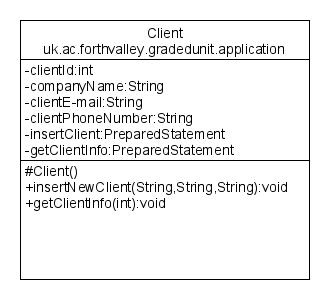 Client
uk.ac.forthvalley.gradedunit.application
-clientId:int
-companyName:String
-clientE-mail:String
-clientPhoneNumber:String
-insertClient:PreparedStatement
-getClientInfo:PreparedStatement
#Client()
+insertNewClient(String,String,String):void
+getClientInfo(int):void